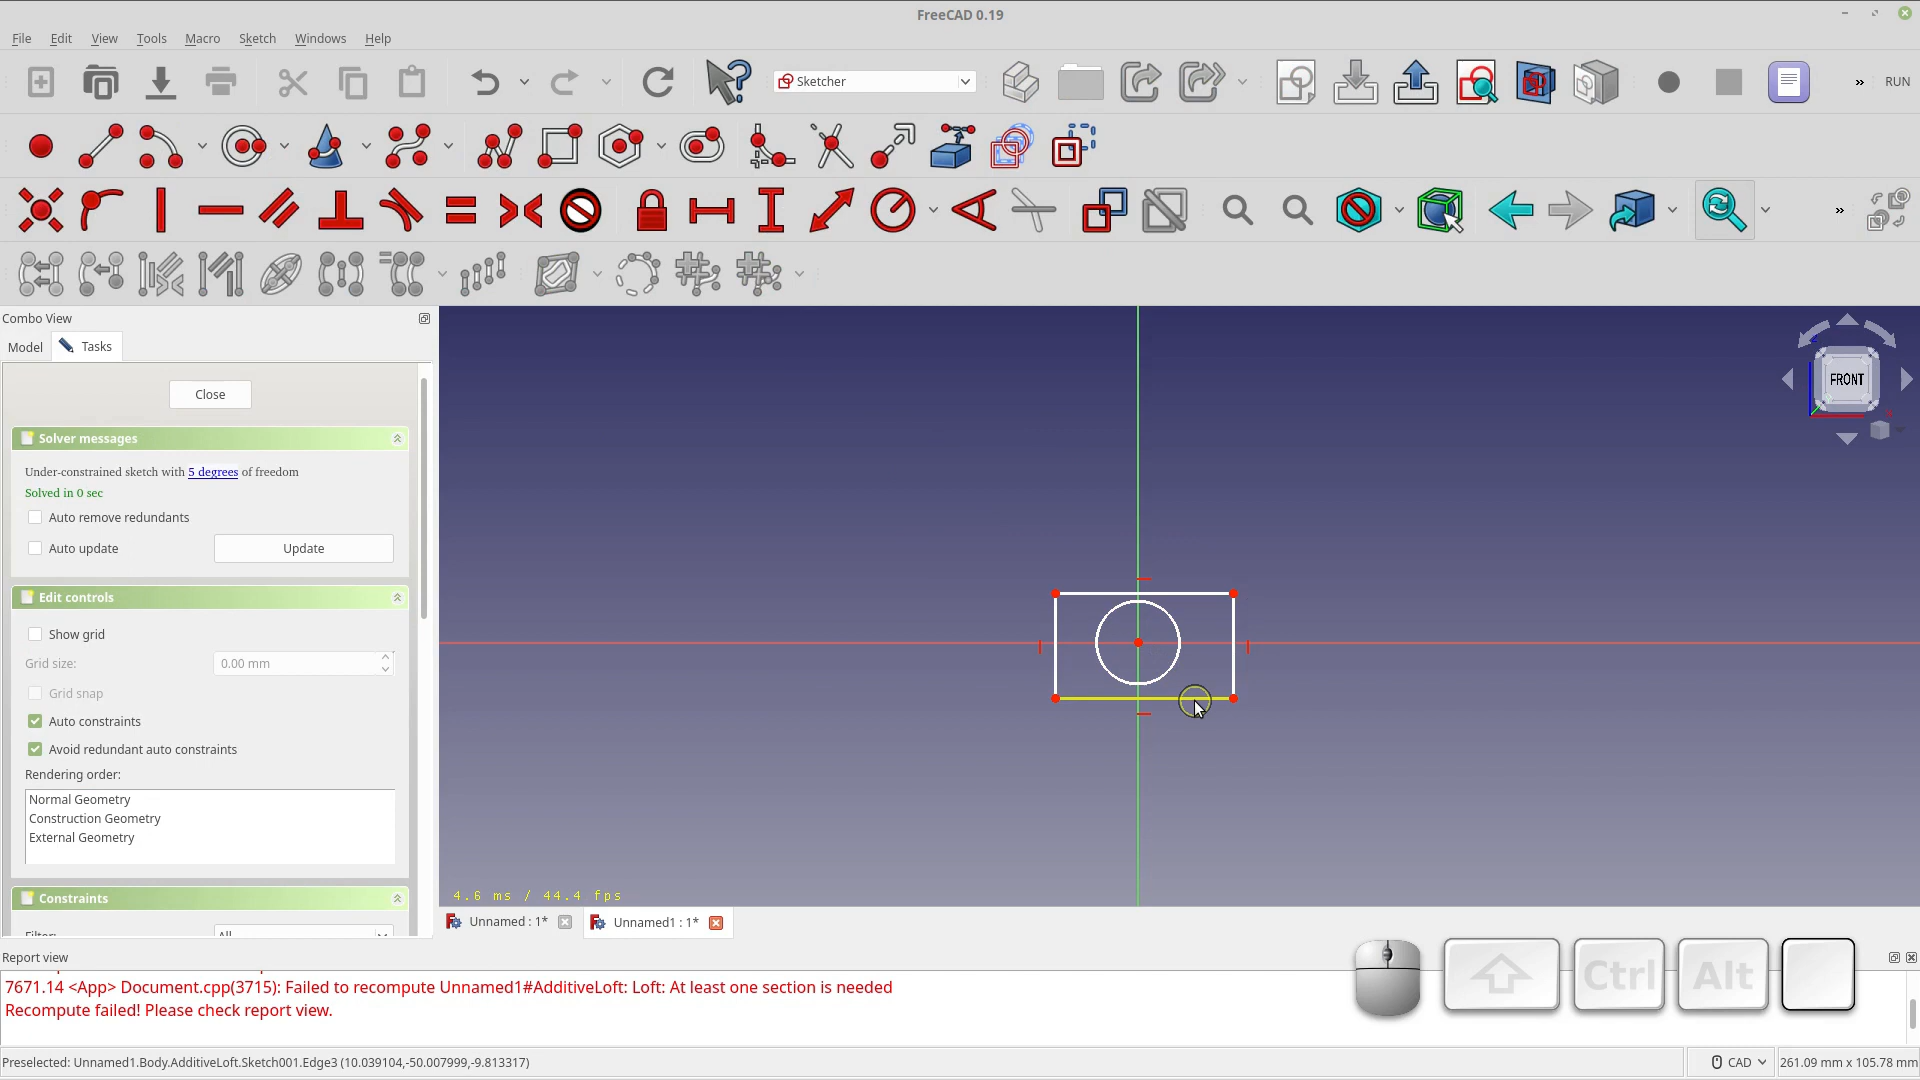 FreeCAD 0.19
File Edit View Tools Macro Sketch Windows Help
Sketcher
» RUN
»
Combo View
Model Tasks
Close
Solver messages
Under-constrained sketch with 5 degrees of freedom
Solved in 0 sec
Auto remove redundants
Auto update Update
Edit controls
Show grid
Grid size: 0.00 mm
Grid snap
Auto constraints
Avoid redundant auto constraints
Rendering order:
Normal Geometry
Construction Geometry
External Geometry
Constraints
Filter: All
FRONT
4.6 ms / 44.4 fps
Unnamed : 1* Unnamed1 : 1*
Report view
7671.14 <App> Document.cpp(3715): Failed to recompute Unnamed1#AdditiveLoft: Loft: At least one section is needed
Recompute failed! Please check report view.
Ctrl Alt
Preselected: Unnamed1.Body.AdditiveLoft.Sketch001.Edge3 (10.039104,-50.007999,-9.813317)
CAD 261.09 mm x 105.78 mm